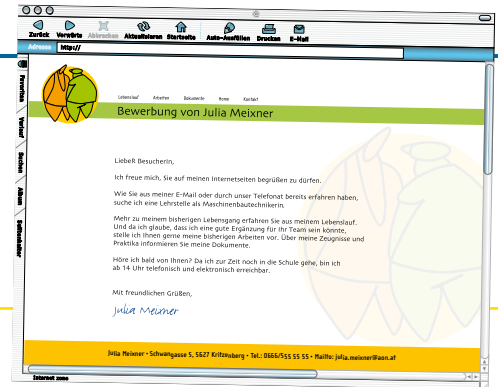 Zurück Vorwärts Abbrechen Aktualisieren Startseite Auto-Ausfüllen Drucken E-Mail
Adresse http://
Favoriten
Verlauf
Suchen
Album
Seitenhalter
Lebenslauf Arbeiten Dokumente Home Kontakt
Bewerbung von Julia Meixner
LiebeR BesucherIn,
Ich freue mich, Sie auf meinen Internetseiten begrüßen zu dürfen.
Wie Sie aus meiner E-Mail oder durch unser Telefonat bereits erfahren haben,
suche ich eine Lehrstelle als Maschinenbautechnikerin.
Mehr zu meinem bisherigen Lebensgang erfahren Sie aus meinem Lebenslauf.
Und da ich glaube, dass ich eine gute Ergänzung für Ihr Team sein könnte,
stelle ich Ihnen gerne meine bisherigen Arbeiten vor. Über meine Zeugnisse und
Praktika informieren Sie meine Dokumente.
Höre ich bald von Ihnen? Da ich zur Zeit noch in die Schule gehe, bin ich
ab 14 Uhr telefonisch und elektronisch erreichbar.
Mit freundlichen Grüßen,
Julia Meixner
Julia Meixner • Schwangasse 5, 5627 Kritzenberg • Tel.: 0666/555 55 55 • Mailto: julia.meixner@aon.at
Internet zone